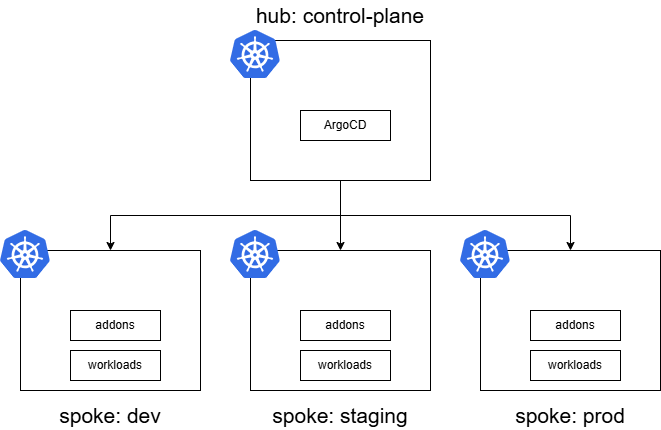 hub: control-plane
ArgoCD
addons
workloads
addons
workloads
addons
workloads
spoke: dev
spoke: staging
spoke: prod